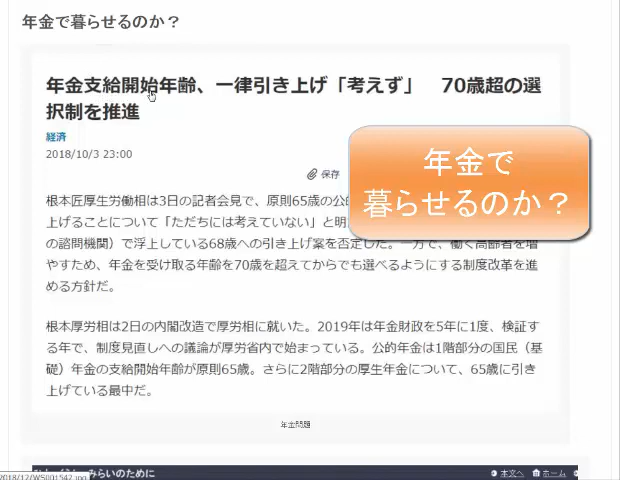 年金で暮らせるのか？
年金支給開始年齢、一律引き上げ「考えず」　70歳超の選
択制を推進
経済
2018/10/3 23:00
保存
年金で
暮らせるのか？
根本匠厚生労働相は3日の記者会見で、原則65歳の公
上げることについて「ただちには考えていない」と明
の諮問機関）で浮上している68歳への引き上げ案を否定した。一方で、働く高齢者を増
やすため、年金を受け取る年齢を70歳を超えてからでも選べるようにする制度改革を進
める方針だ。
根本厚労相は2日の内閣改造で厚労相に就いた。2019年は年金財政を5年に1度、検証す
る年で、制度見直しへの議論が厚労省内で始まっている。公的年金は1階部分の国民（基
礎）年金の支給開始年齢が原則65歳。さらに2階部分の厚生年金について、65歳に引き
上げている最中だ。
年金問題
みらいのために
本文へ ホーム
2018/12/WS001542.jpg